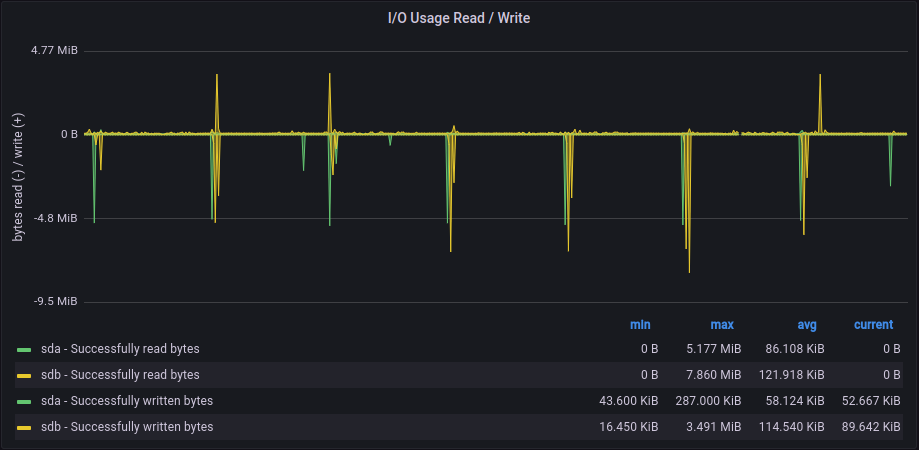 I/O Usage Read / Write
4.77 MiB
0 B
-4.8 MiB
-9.5 MiB
bytes read (-) / write (+)
min max avg current
sda - Successfully read bytes 0 B 5.177 MiB 86.108 KiB 0 B
sdb - Successfully read bytes 0 B 7.860 MiB 121.918 KiB 0 B
sda - Successfully written bytes 43.600 KiB 287.000 KiB 58.124 KiB 52.667 KiB
sdb - Successfully written bytes 16.450 KiB 3.491 MiB 114.540 KiB 89.642 KiB